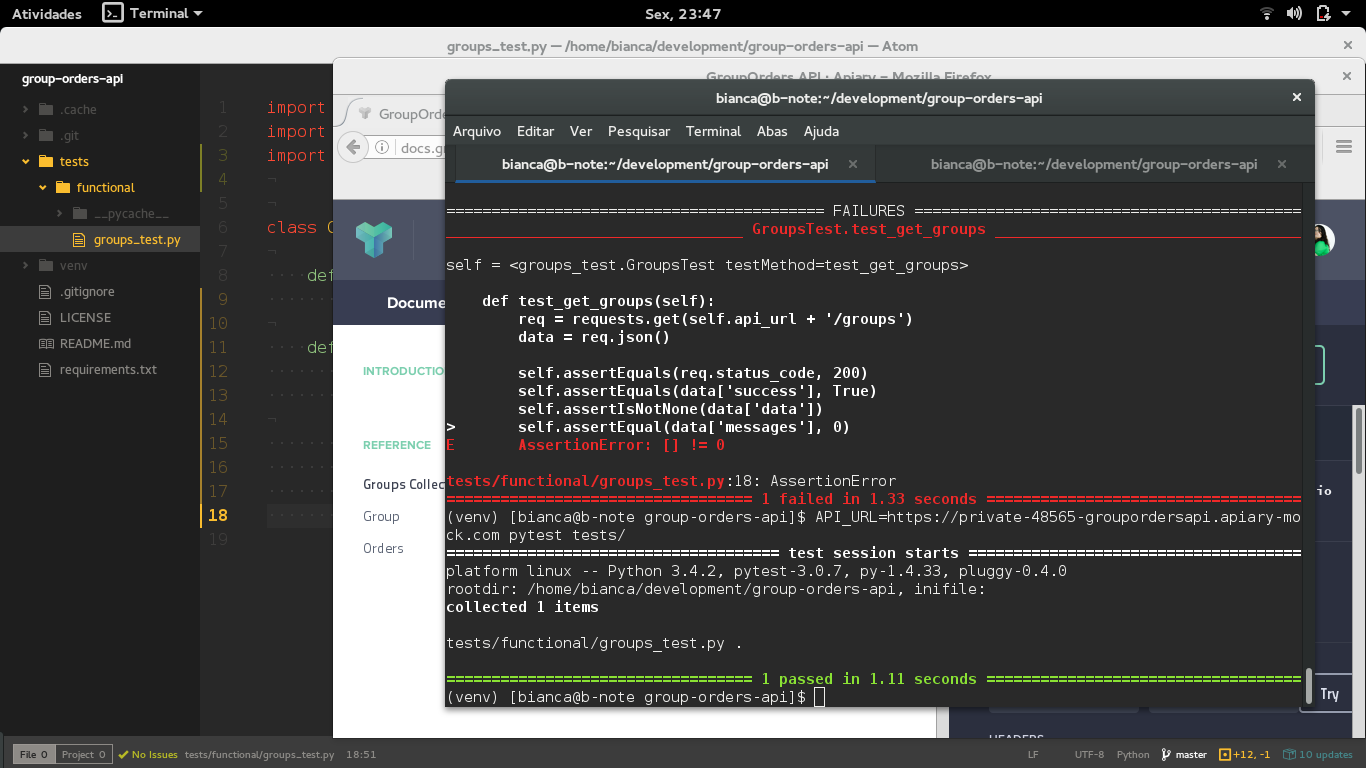 Atividades Terminal Sex, 23:47
groups_test.py — /home/bianca/development/group-orders-api — Atom
group-orders-api
.cache
.git
tests
functional
__pycache__
groups_test.py
venv
.gitignore
LICENSE
README.md
requirements.txt
1 import
2 import
3 import
4 ¬
5 ¬
6 class
7 ¬
8 def
9
10 ¬
11 def
12
13
14 ¬
15
16
17
18
19
GroupOrders API · Apiary – Mozilla Firefox
GroupOrde
docs.gr
Docume
INTRODUCTIO
REFERENCE
Groups Collec
Group
Orders
io
Try
HEADERS
bianca@b-note:~/development/group-orders-api
Arquivo Editar Ver Pesquisar Terminal Abas Ajuda
bianca@b-note:~/development/group-orders-api × bianca@b-note:~/development/group-orders-api ×
========================================== FAILURES ===========================================
_________________________________ GroupsTest.test_get_groups __________________________________
self = <groups_test.GroupsTest testMethod=test_get_groups>
def test_get_groups(self):
req = requests.get(self.api_url + '/groups')
data = req.json()
self.assertEquals(req.status_code, 200)
self.assertEquals(data['success'], True)
self.assertIsNotNone(data['data'])
> self.assertEqual(data['messages'], 0)
E AssertionError: [] != 0
tests/functional/groups_test.py:18: AssertionError
================================== 1 failed in 1.33 seconds ===================================
(venv) [bianca@b-note group-orders-api]$ API_URL=https://private-48565-groupordersapi.apiary-mo
ck.com pytest tests/
===================================== test session starts =====================================
platform linux -- Python 3.4.2, pytest-3.0.7, py-1.4.33, pluggy-0.4.0
rootdir: /home/bianca/development/group-orders-api, inifile:
collected 1 items
tests/functional/groups_test.py .
================================== 1 passed in 1.11 seconds ===================================
(venv) [bianca@b-note group-orders-api]$
File 0 Project 0 No Issues tests/functional/groups_test.py 18:51 LF UTF-8 Python master +12, -1 10 updates